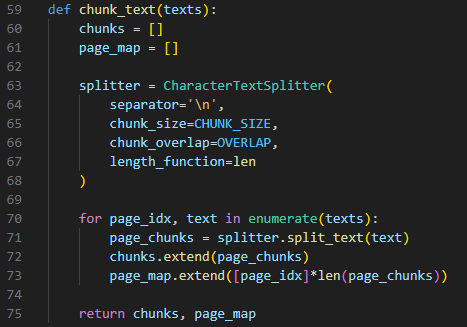 59 def chunk_text(texts):
60     chunks = []
61     page_map = []
62
63     splitter = CharacterTextSplitter(
64         separator='\n',
65         chunk_size=CHUNK_SIZE,
66         chunk_overlap=OVERLAP,
67         length_function=len
68     )
69
70     for page_idx, text in enumerate(texts):
71         page_chunks = splitter.split_text(text)
72         chunks.extend(page_chunks)
73         page_map.extend([page_idx]*len(page_chunks))
74
75     return chunks, page_map